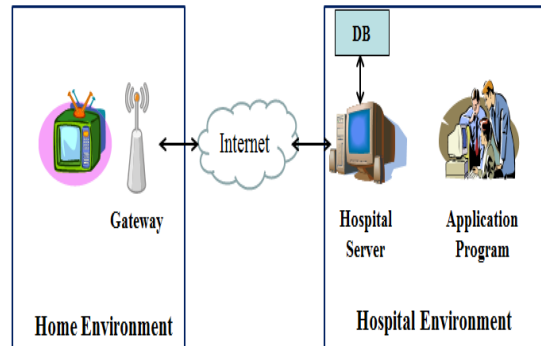 DB
Internet
Gateway
Hospital
Server
Application
Program
Home Environment
Hospital Environment